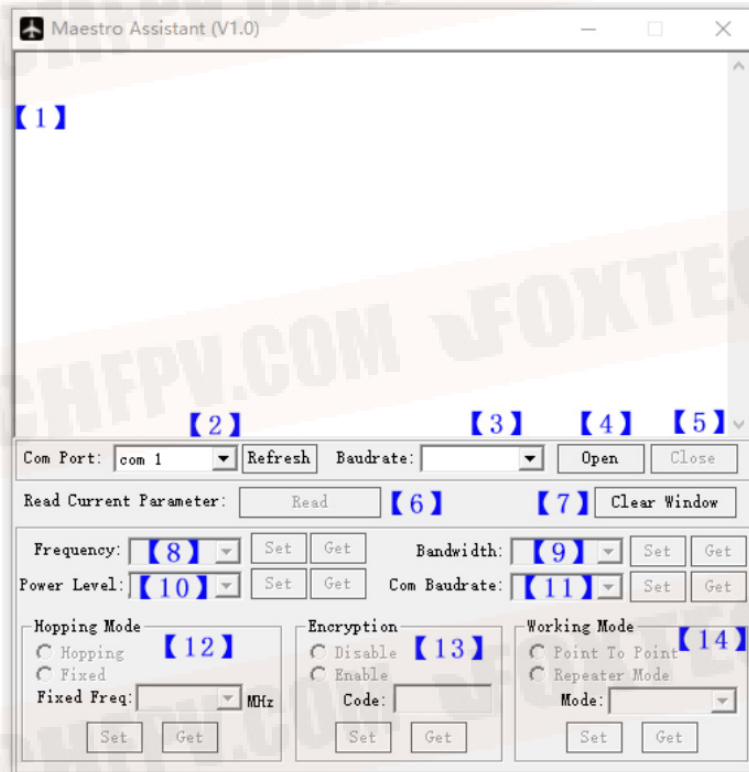 Maestro Assistant (V1.0)
【1】
CHFPV.COM FOXTEC
【2】 【3】 【4】 【5】
Com Port: com 1 Refresh Baudrate: Open Close
Read Current Parameter: Read 【6】 【7】 Clear Window
Frequency: 【8】 Set Get Bandwidth: 【9】 Set Get
Power Level: 【10】 Set Get Com Baudrate: 【11】 Set Get
Hopping Mode 【12】 Encryption 【13】 Working Mode 【14】
Hopping Disable Point To Point
Fixed Enable Repeater Mode
Fixed Freq: MHz Code: Mode:
Set Get Set Get Set Get